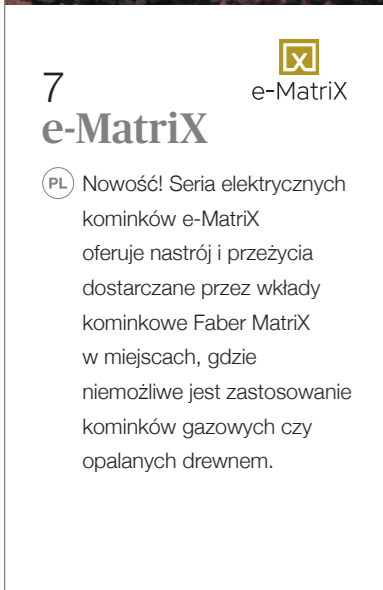 7
e-MatriX
e-MatriX
PL Nowość! Seria elektrycznych
kominków e-MatriX
oferuje nastrój i przeżycia
dostarczane przez wkłady
kominkowe Faber MatriX
w miejscach, gdzie
niemożliwe jest zastosowanie
kominków gazowych czy
opalanych drewnem.